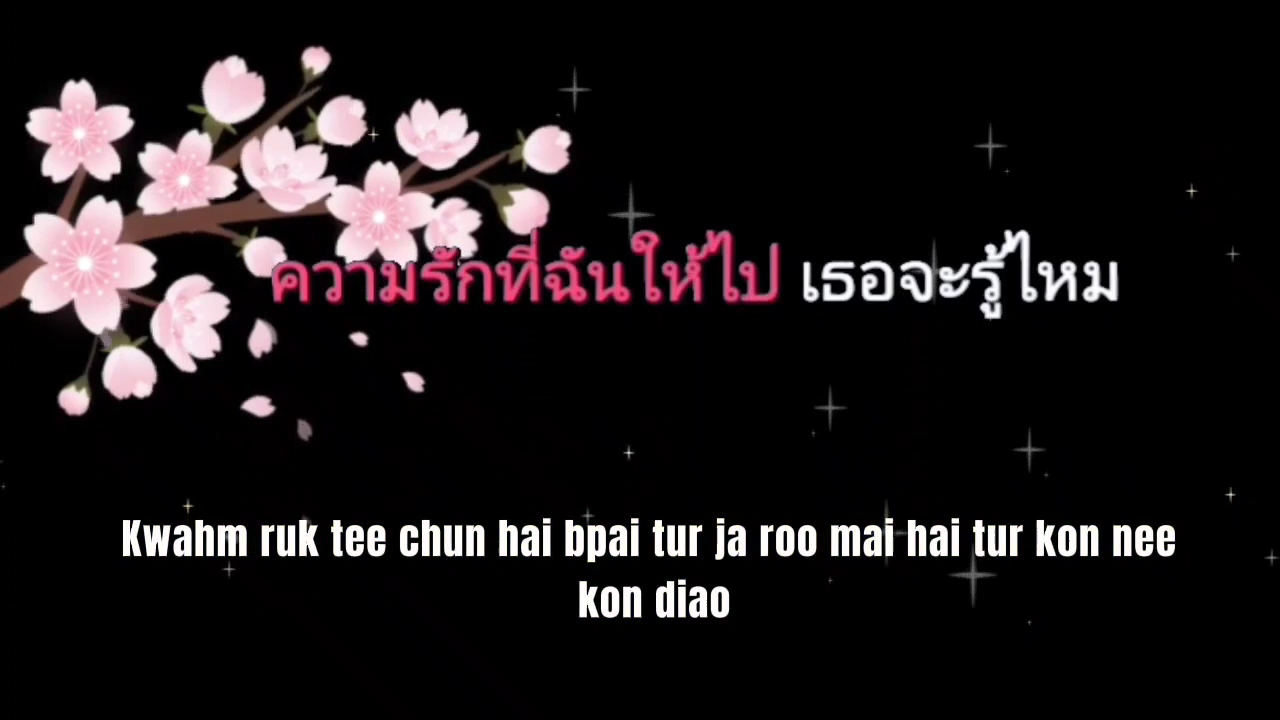 ความรักที่ฉันให้ไป เธอจะรู้ไหม
Kwahm ruk tee chun hai bpai tur ja roo mai hai tur kon nee
kon diao